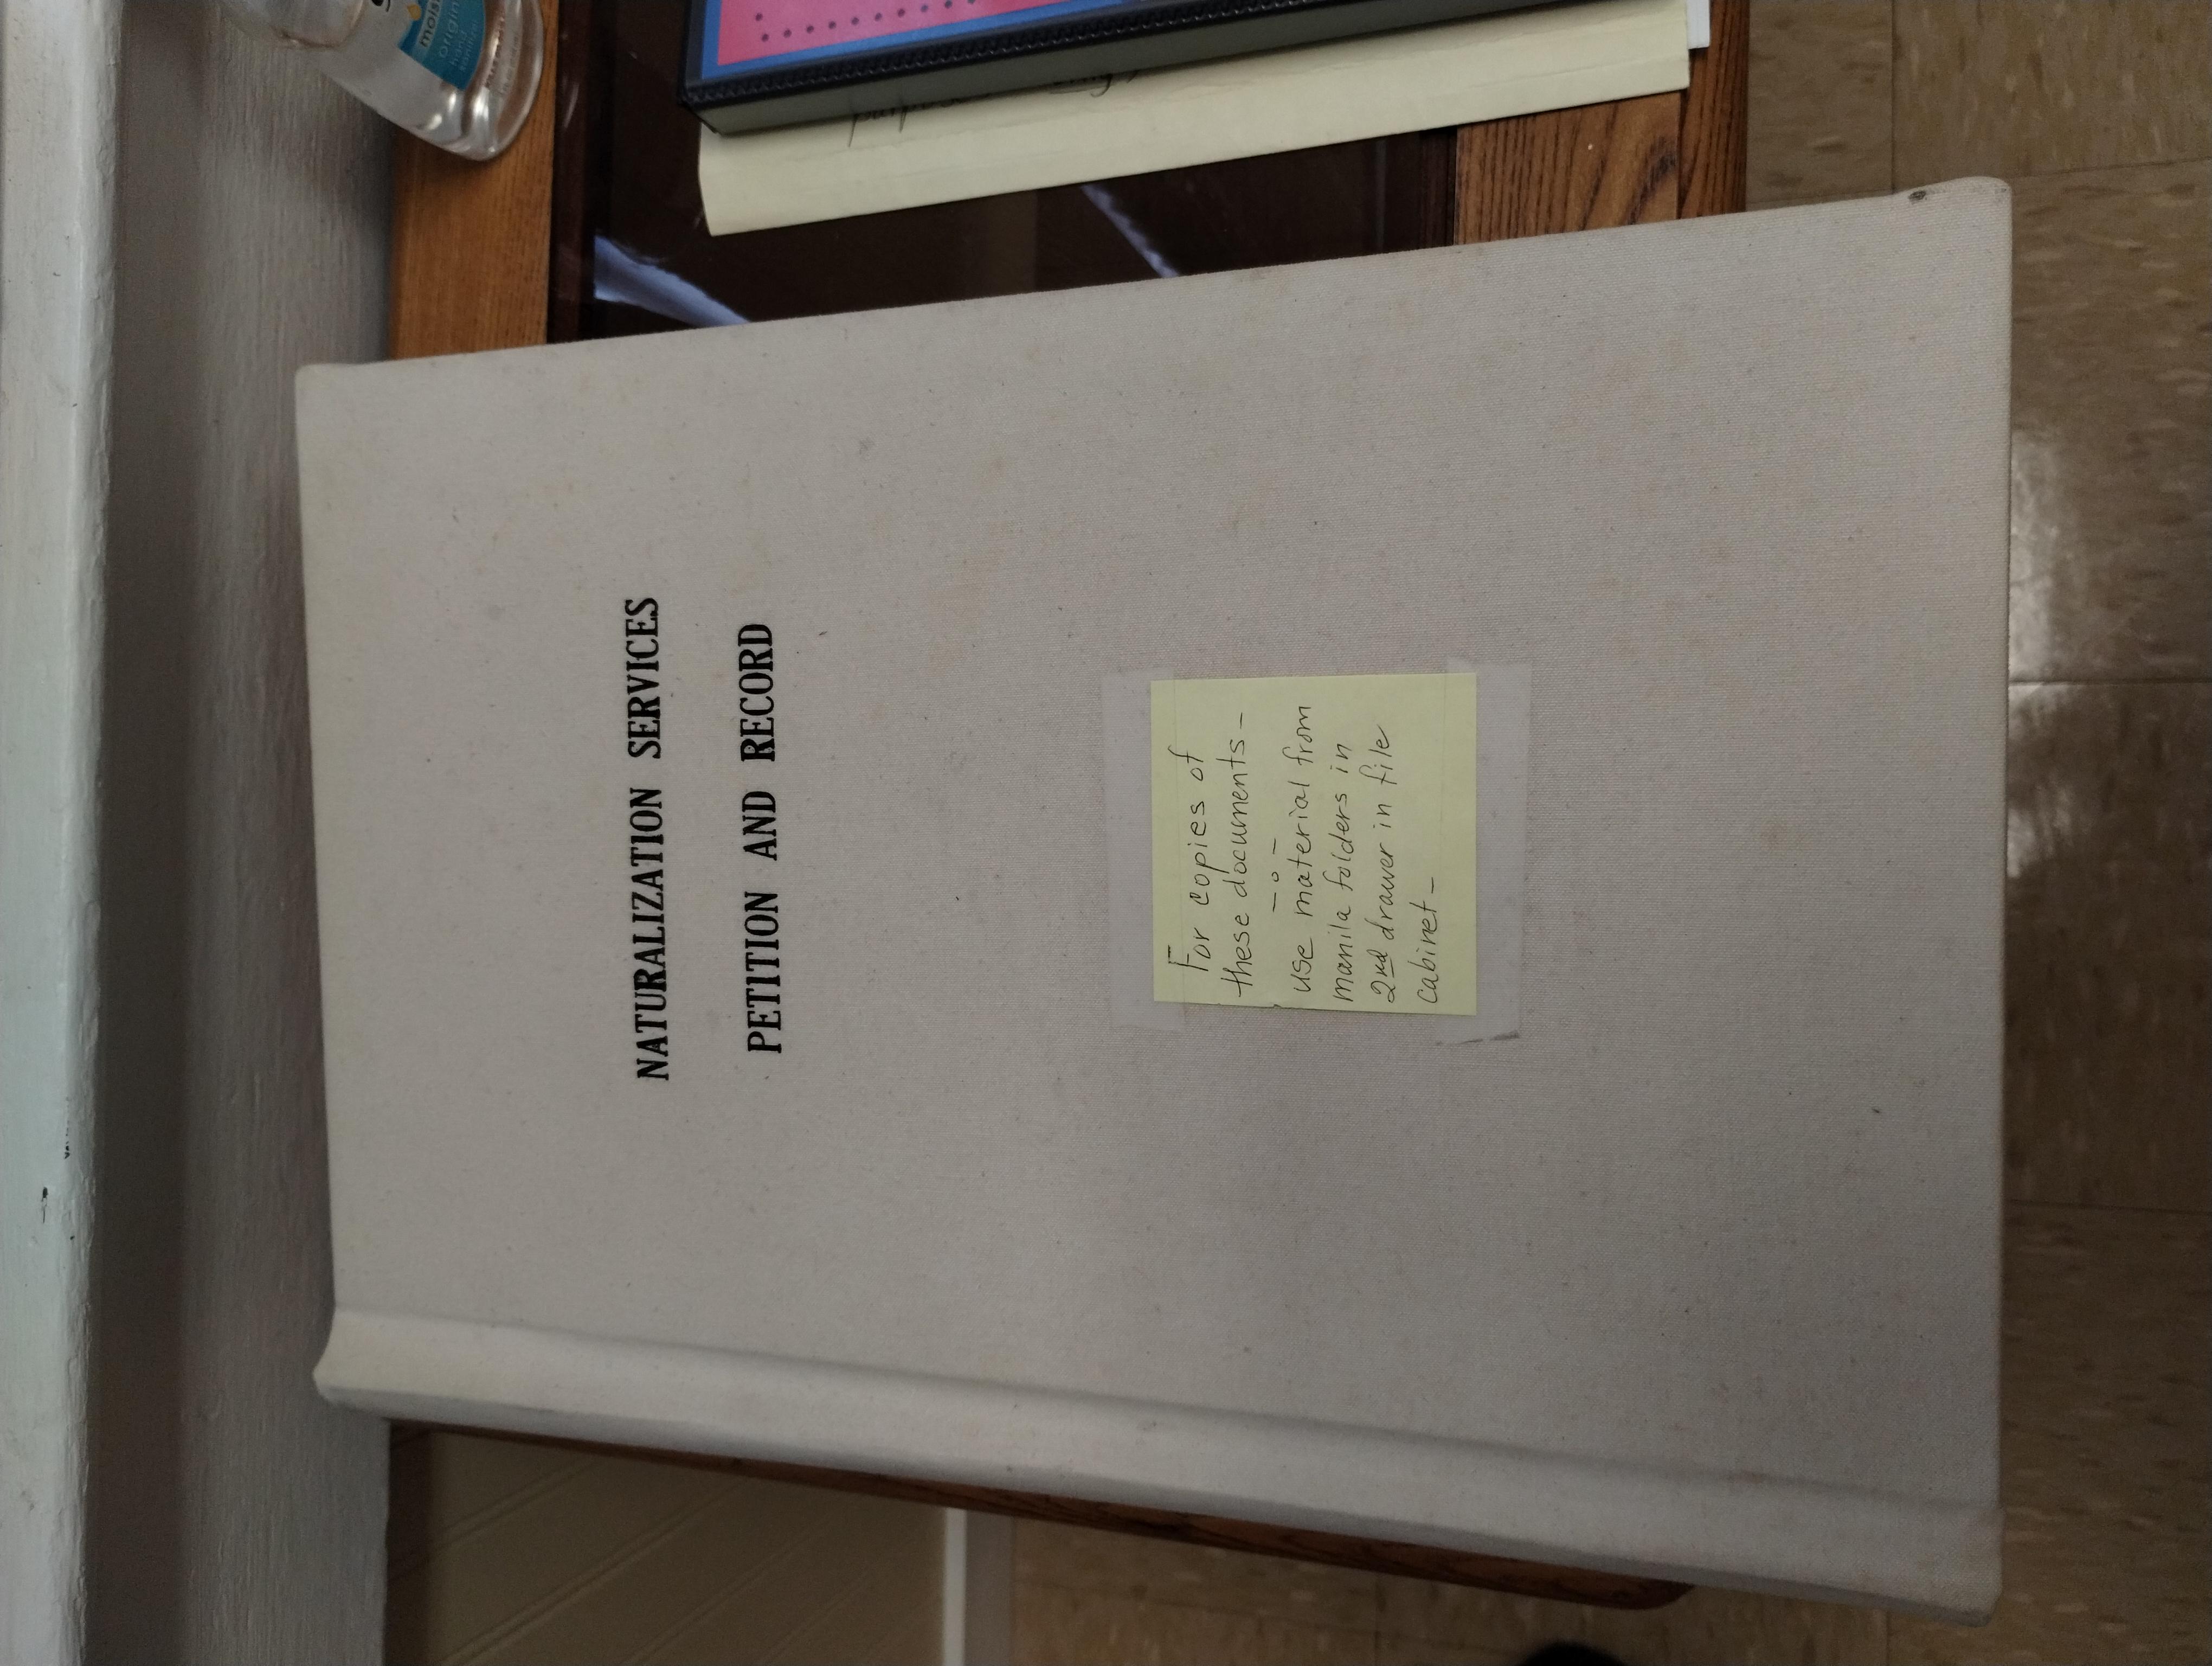 NATURALIZATION SERVICES
PETITION AND RECORD
For copies of
these documents-
-o-
use material from
manila folders in
2nd drawer in file
cabinet-